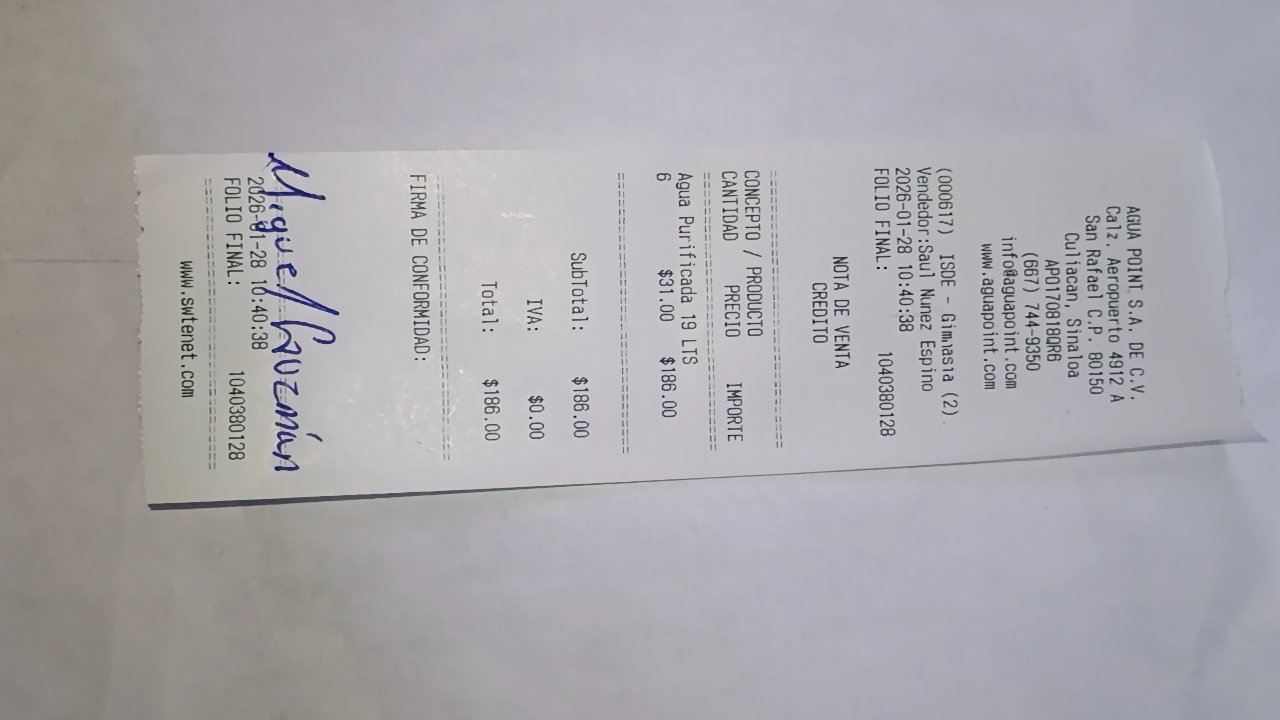 AGUA POINT S.A. DE C.V.
Calz. Aeropuerto 4912 A
San Rafael C.P. 80150
Culiacan, Sinaloa
APO170818QR6
(667) 744-9350
info@aguapoint.com
www.aguapoint.com
(000617) ISDE - Gimnasia (2).
Vendedor:Saul Nunez Espino
2026-01-28 10:40:38
FOLIO FINAL: 1040380128
NOTA DE VENTA
CREDITO
CONCEPTO / PRODUCTO
CANTIDAD PRECIO IMPORTE
Agua Purificada 19 LTS
6 $31.00 $186.00
SubTotal: $186.00
IVA: $0.00
Total: $186.00
FIRMA DE CONFORMIDAD:
Miguel Guzmán
2026-01-28 10:40:38
FOLIO FINAL: 1040380128
www.swtenet.com